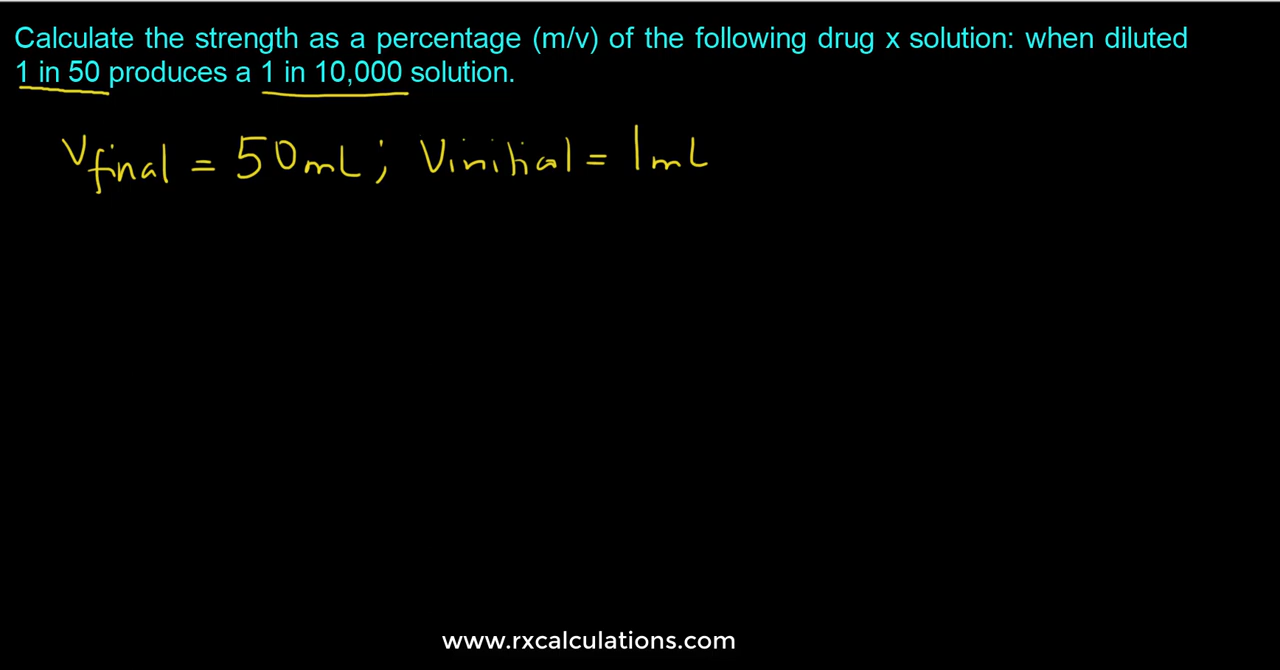 Calculate the strength as a percentage (m/v) of the following drug x solution: when diluted
1 in 50 produces a 1 in 10,000 solution.
Vfinal = 50mL; Vinitial = 1mL
www.rxcalculations.com